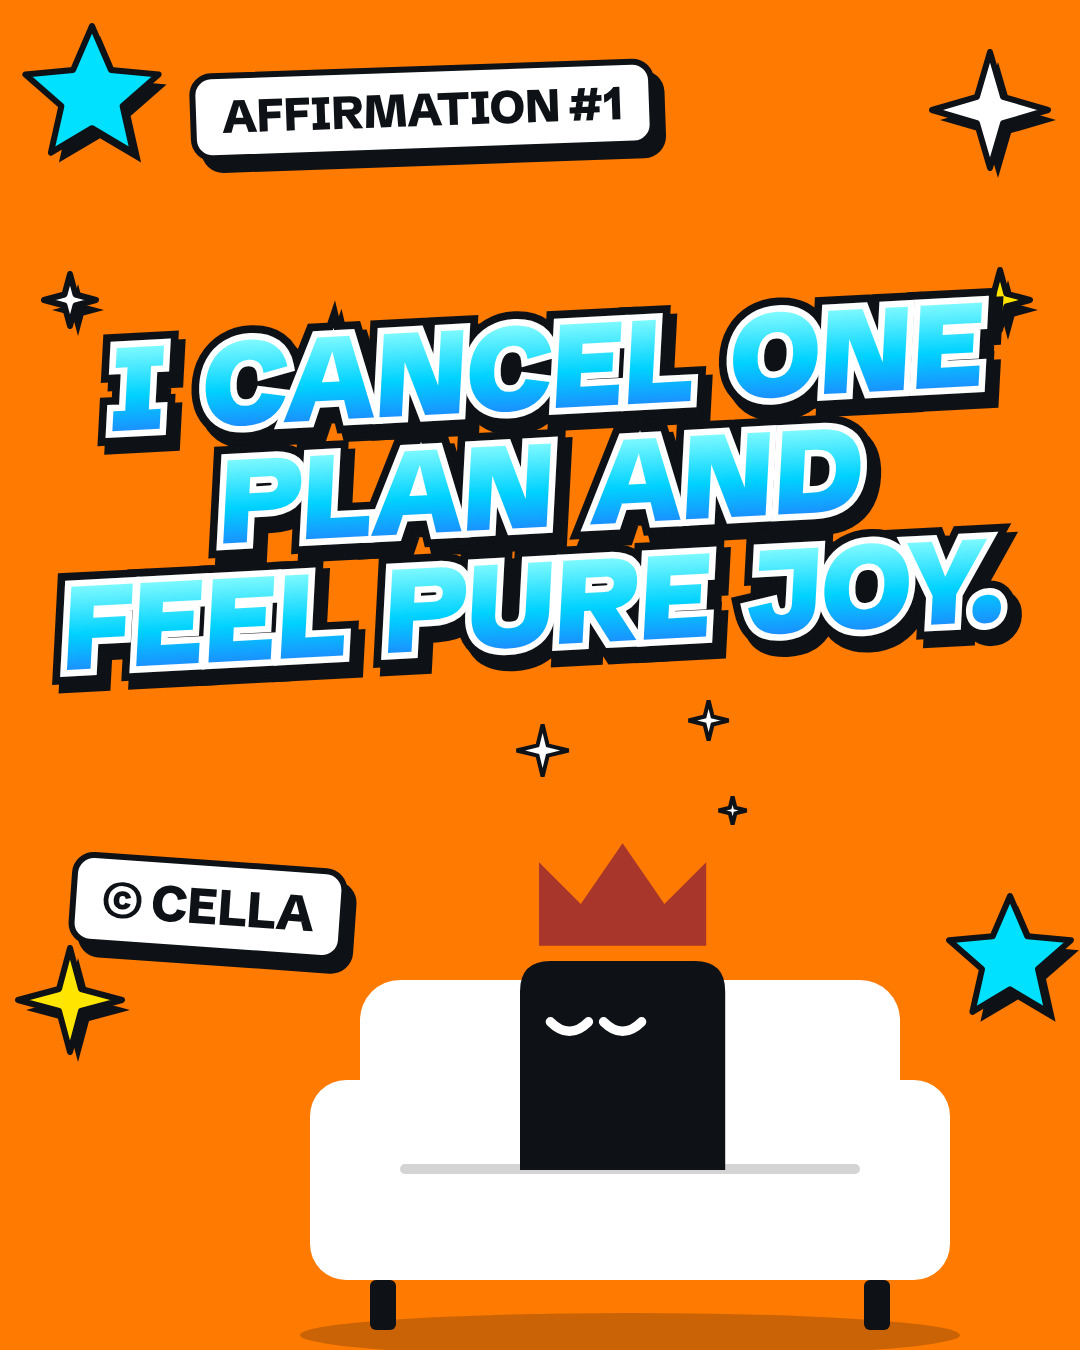 AFFIRMATION #1
I CANCEL ONE
PLAN AND
FEEL PURE JOY.
© CELLA